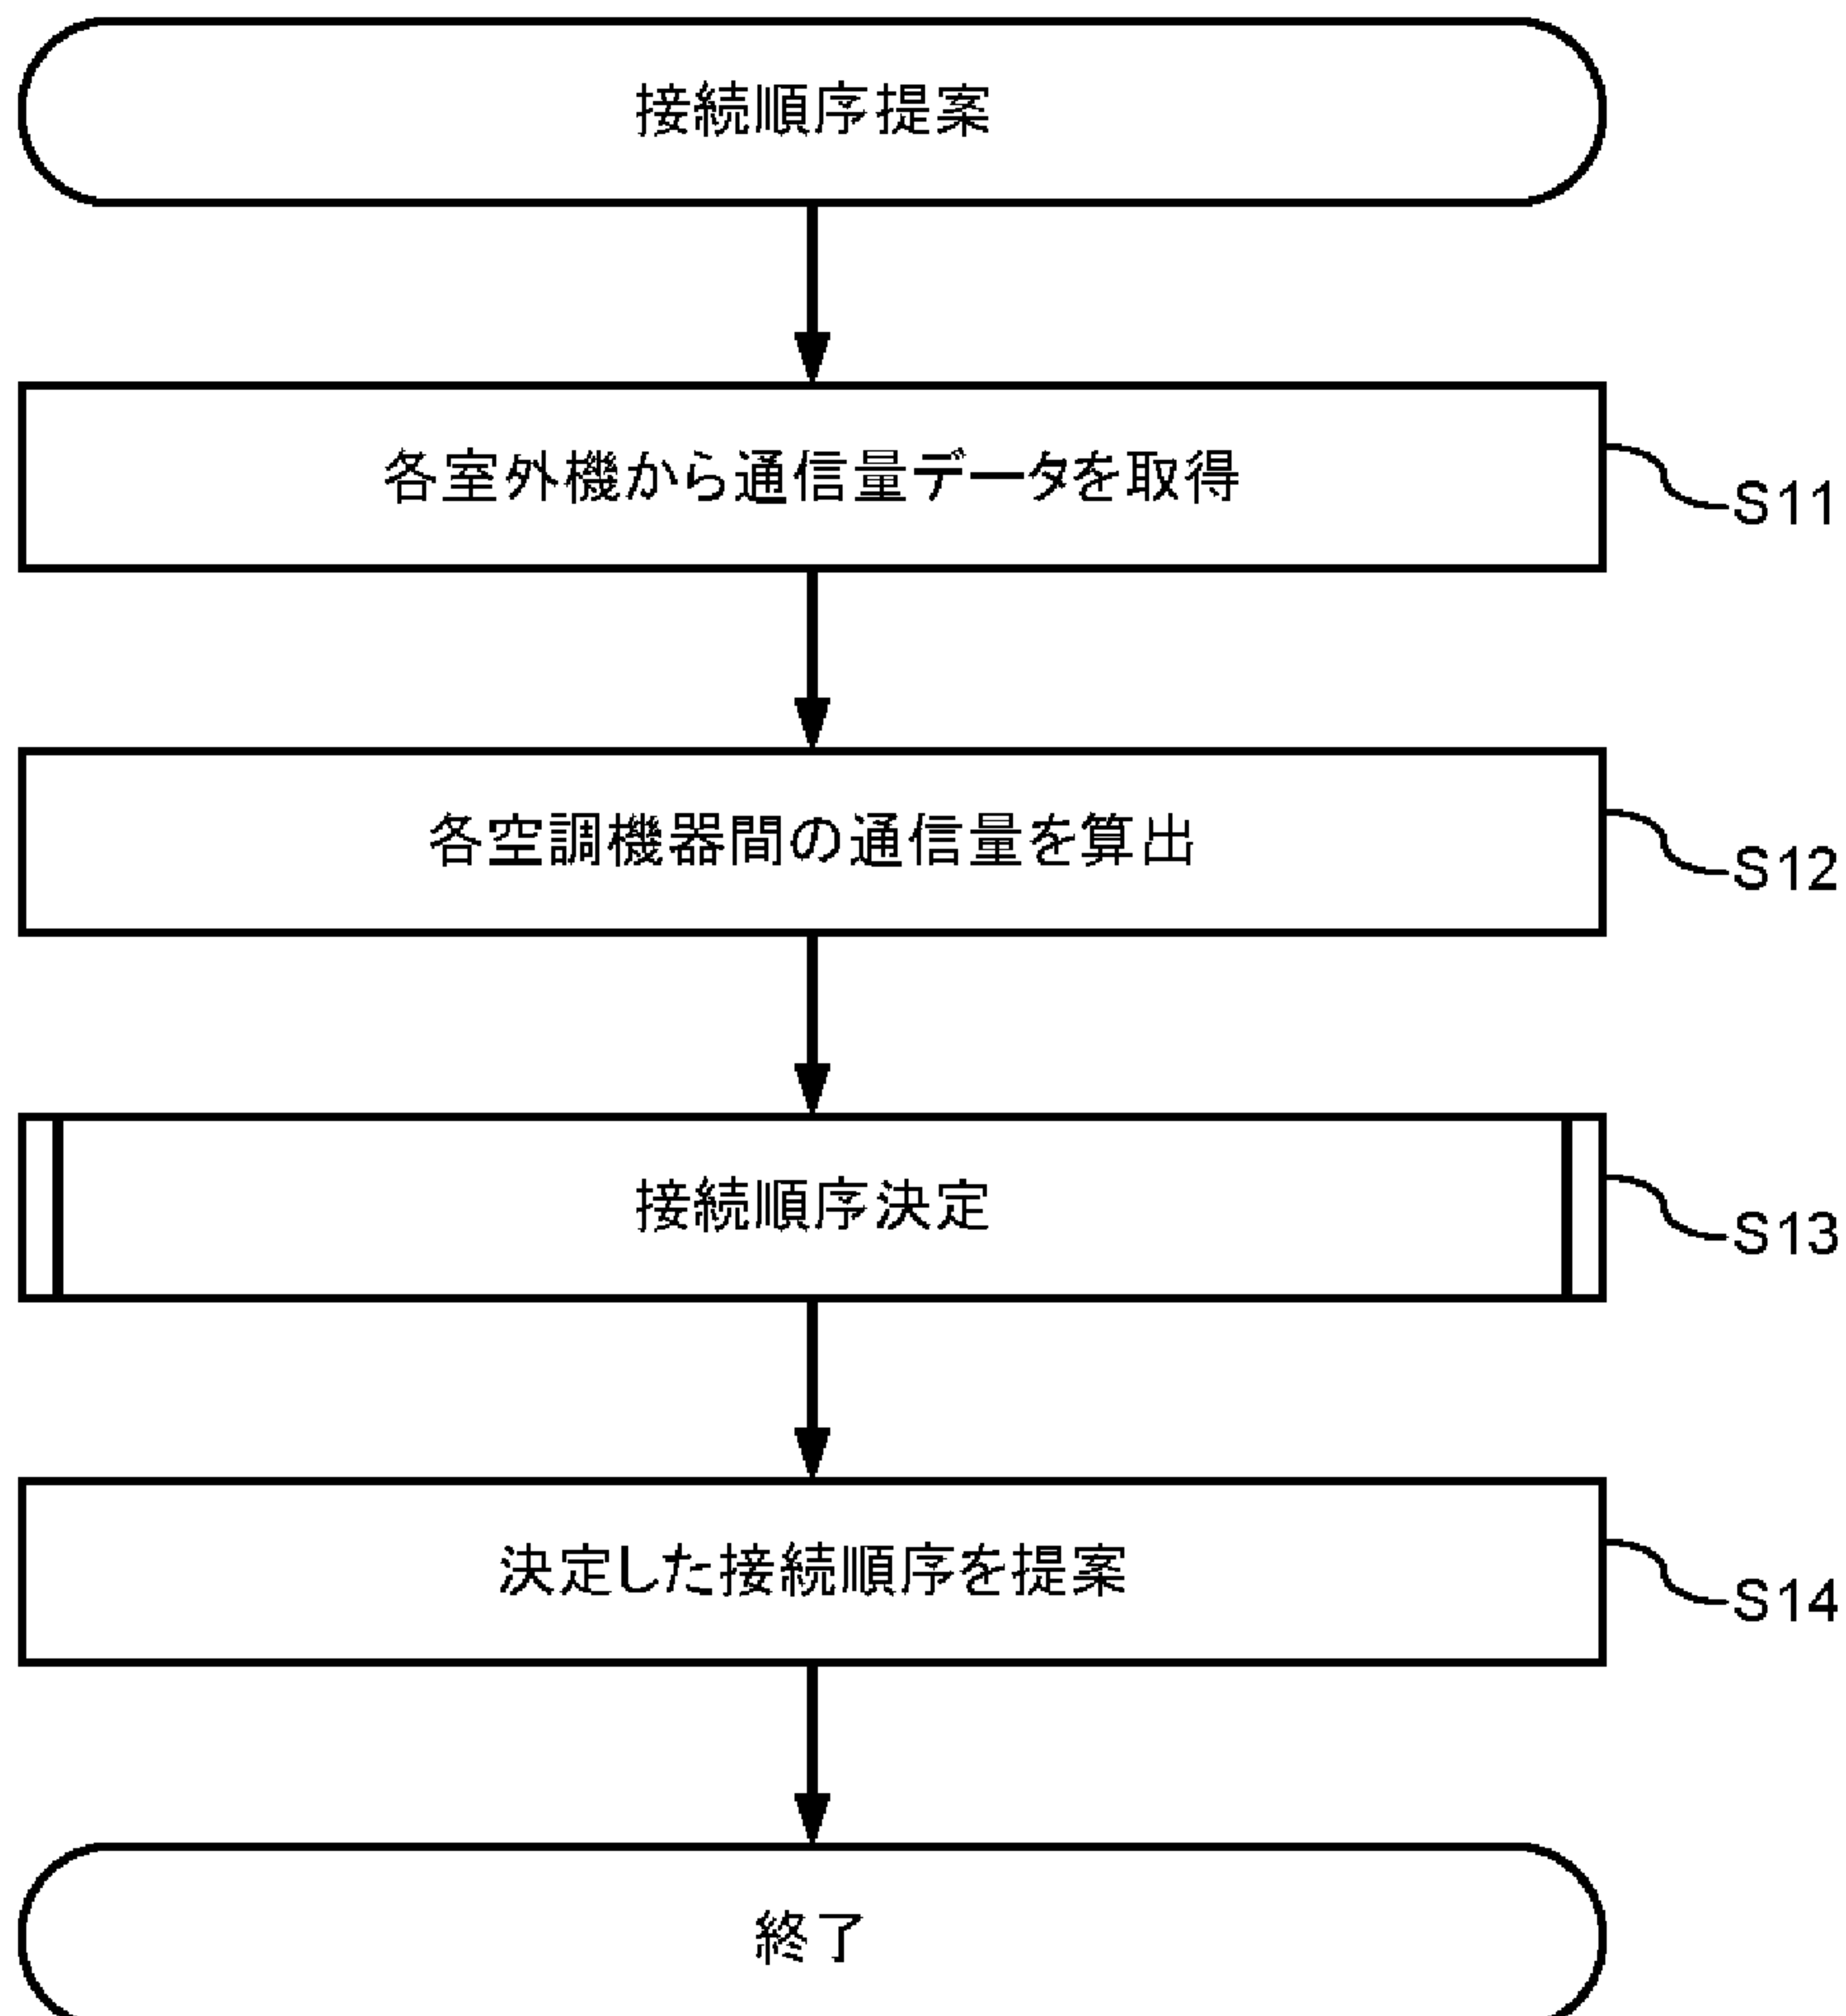 接続順序提案
各室外機から通信量データを取得
S11
各空調機器間の通信量を算出
S12
接続順序決定
S13
決定した接続順序を提案
S14
終了